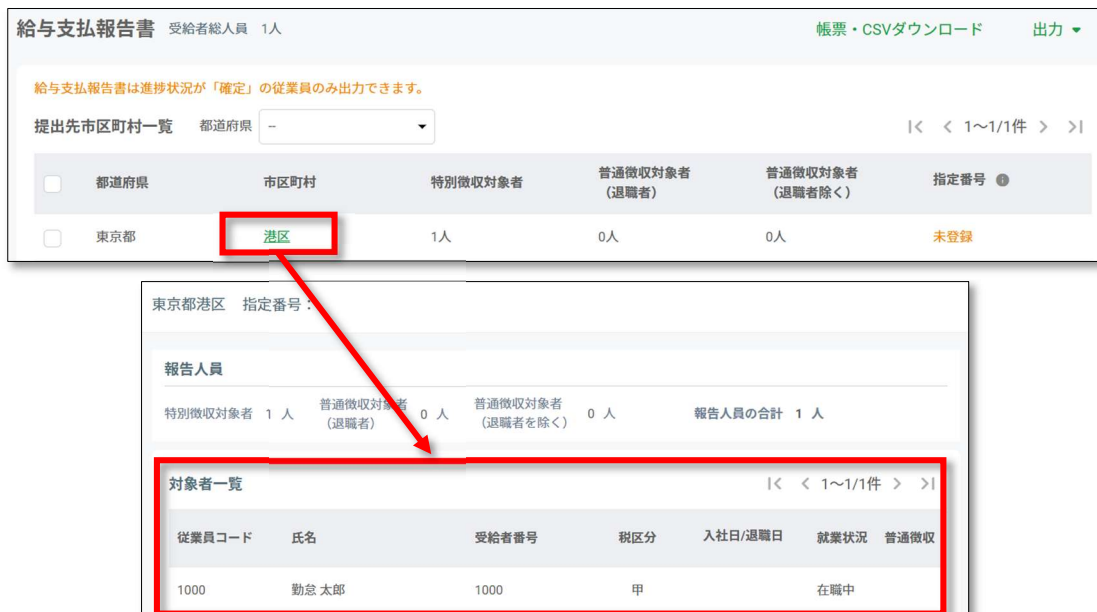 給与支払報告書 受給者総人員 1人 帳票・CSVダウンロード 出力
給与支払報告書は進捗状況が「確定」の従業員のみ出力できます。
提出先市区町村一覧 都道府県 -- 1〜1/1件
都道府県 市区町村 特別徴収対象者 普通徴収対象者 普通徴収対象者 指定番号
（退職者） （退職者除く）
東京都 港区 1人 0人 0人 未登録
東京都港区 指定番号：
報告人員
特別徴収対象者 1 人 普通徴収対象者 0 人 普通徴収対象者 0 人 報告人員の合計 1 人
（退職者） （退職者を除く）
対象者一覧 1〜1/1件
従業員コード 氏名 受給者番号 税区分 入社日/退職日 就業状況 普通徴収
1000 勤怠 太郎 1000 甲 在職中